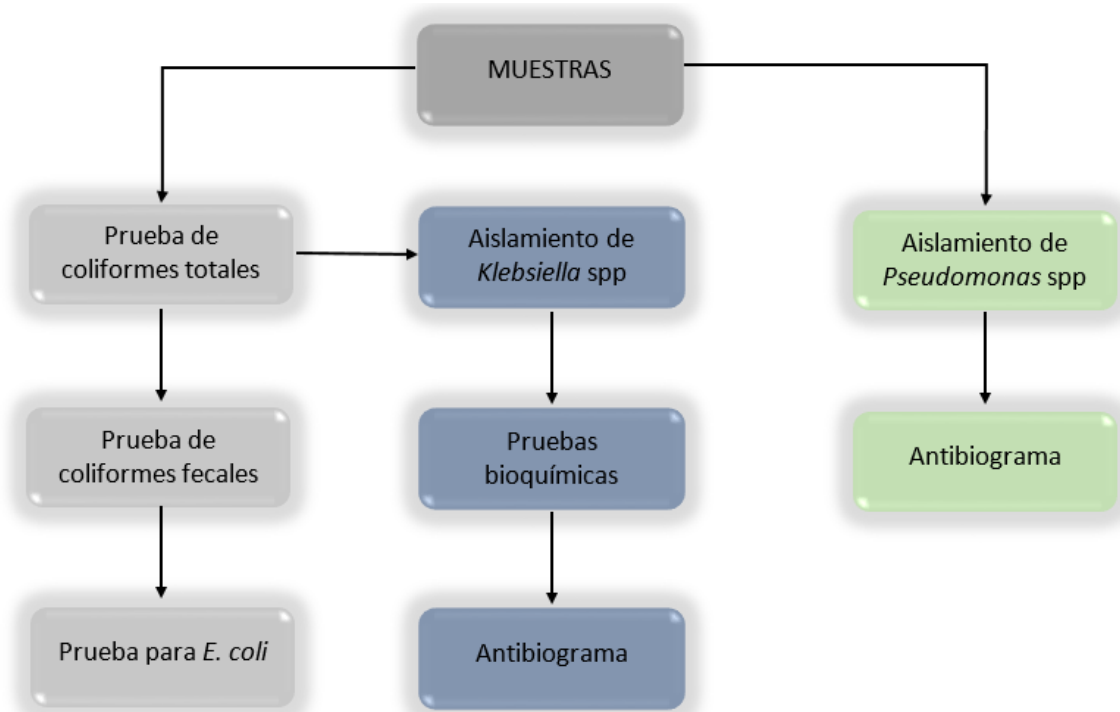 MUESTRAS
Prueba de
coliformes totales
Aislamiento de
Klebsiella spp
Aislamiento de
Pseudomonas spp
Prueba de
coliformes fecales
Pruebas
bioquímicas
Antibiograma
Prueba para E. coli
Antibiograma